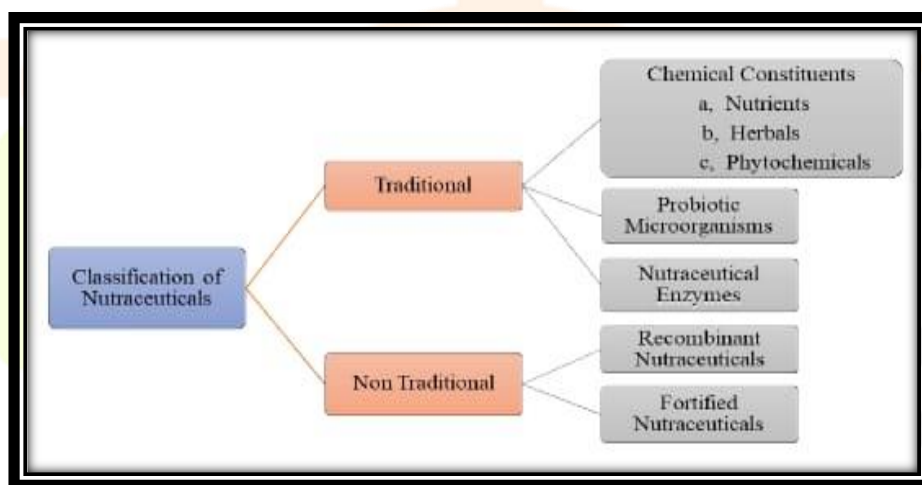 Classification of
Nutraceuticals
Traditional
Chemical Constituents
a, Nutrients
b, Herbals
c, Phytochemicals
Probiotic
Microorganisms
Nutraceutical
Enzymes
Non Traditional
Recombinant
Nutraceuticals
Fortified
Nutraceuticals